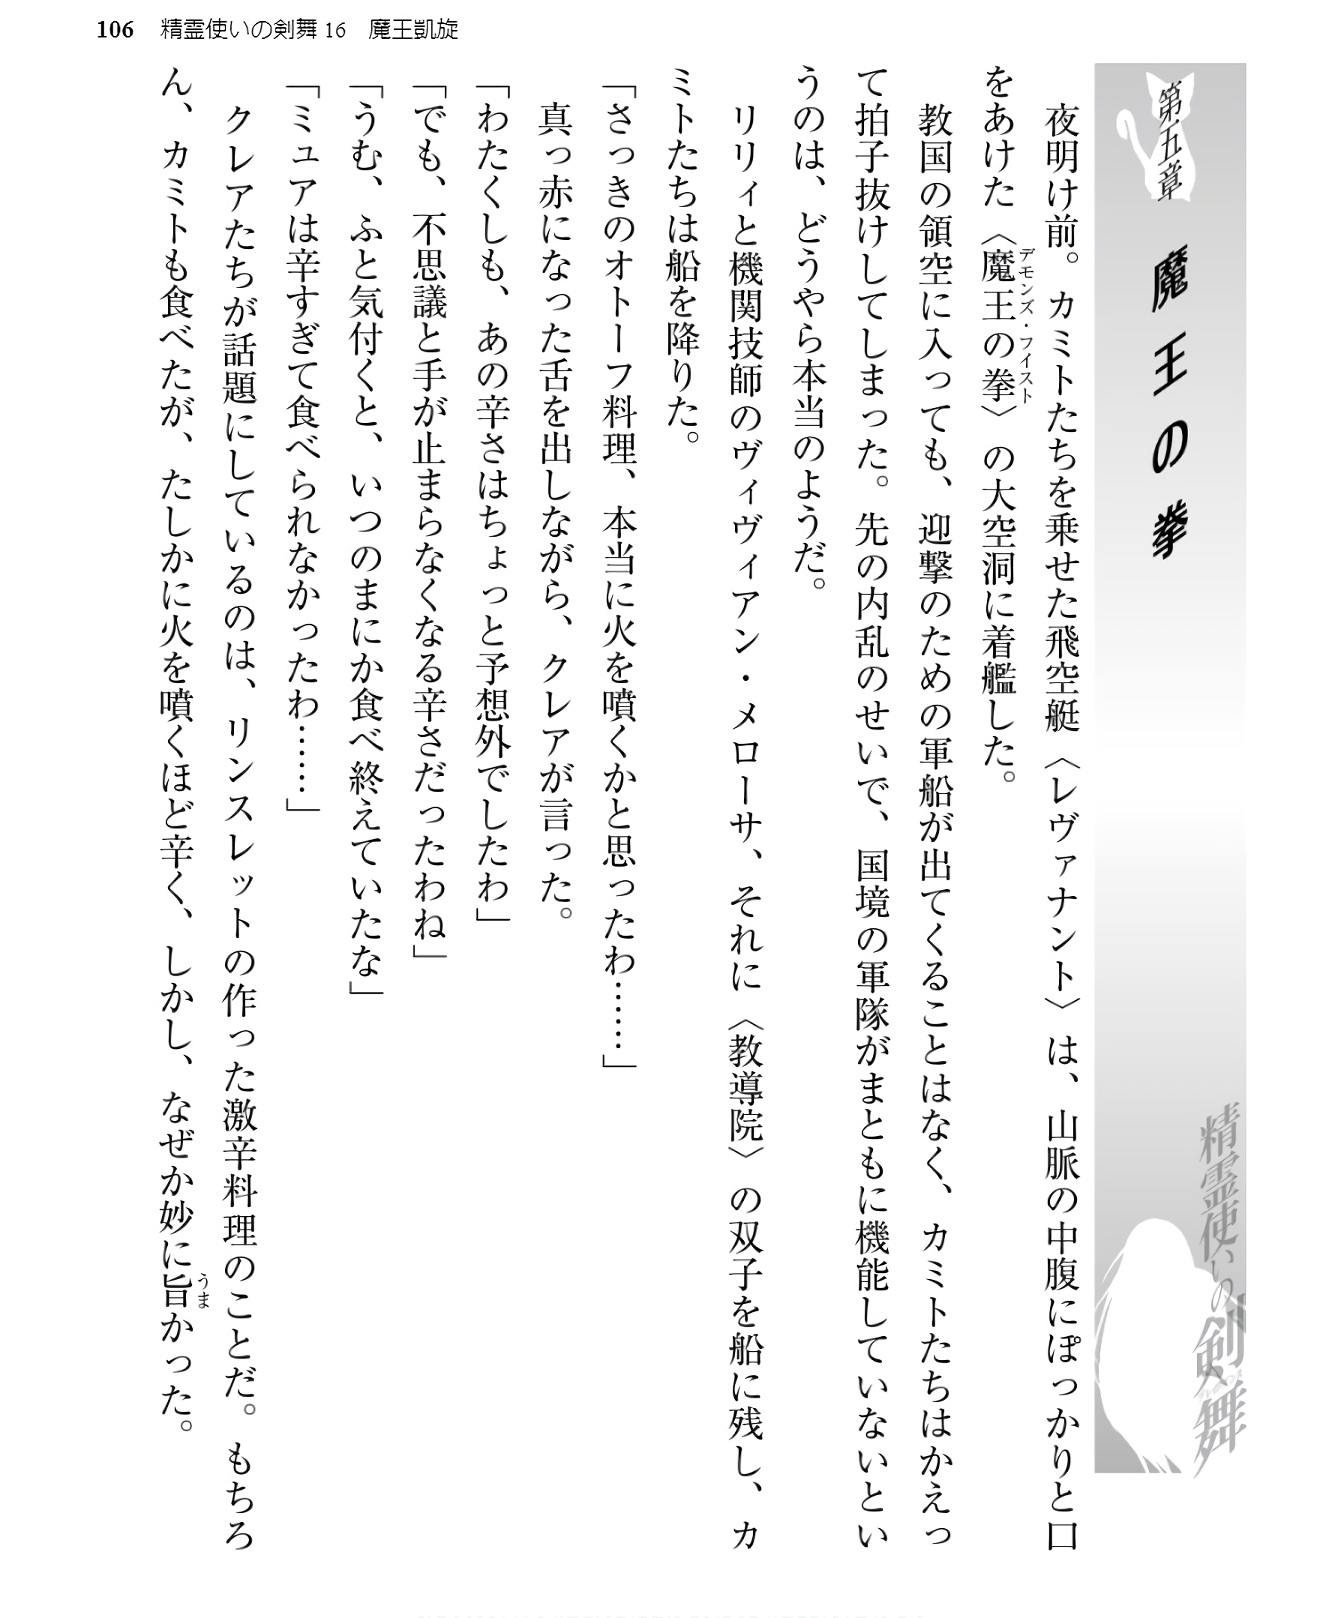 106 精霊使いの剣舞16 魔王凱旋
第五章 魔王の拳
精霊使いの剣舞
夜明け前。カミトたちを乗せた飛空艇〈レヴァナント〉は、山脈の中腹にぽっかりと口
をあけた〈魔王の拳〉の大空洞に着艦した。
デモンズ・フィスト
教国の領空に入っても、迎撃のための軍船が出てくることはなく、カミトたちはかえっ
て拍子抜けしてしまった。先の内乱のせいで、国境の軍隊がまともに機能していないとい
うのは、どうやら本当のようだ。
リリィと機関技師のヴィヴィアン・メローサ、それに〈教導院〉の双子を船に残し、カ
ミトたちは船を降りた。
「さっきのオトーフ料理、本当に火を噴くかと思ったわ……」
真っ赤になった舌を出しながら、クレアが言った。
「わたくしも、あの辛さはちょっと予想外でしたわ」
「でも、不思議と手が止まらなくなる辛さだったわね」
「うむ、ふと気付くと、いつのまにか食べ終えていたな」
「ミュアは辛すぎて食べられなかったわ……」
クレアたちが話題にしているのは、リンスレットの作った激辛料理のことだ。もちろ
ん、カミトも食べたが、たしかに火を噴くほど辛く、しかし、なぜか妙に旨かった。
うま